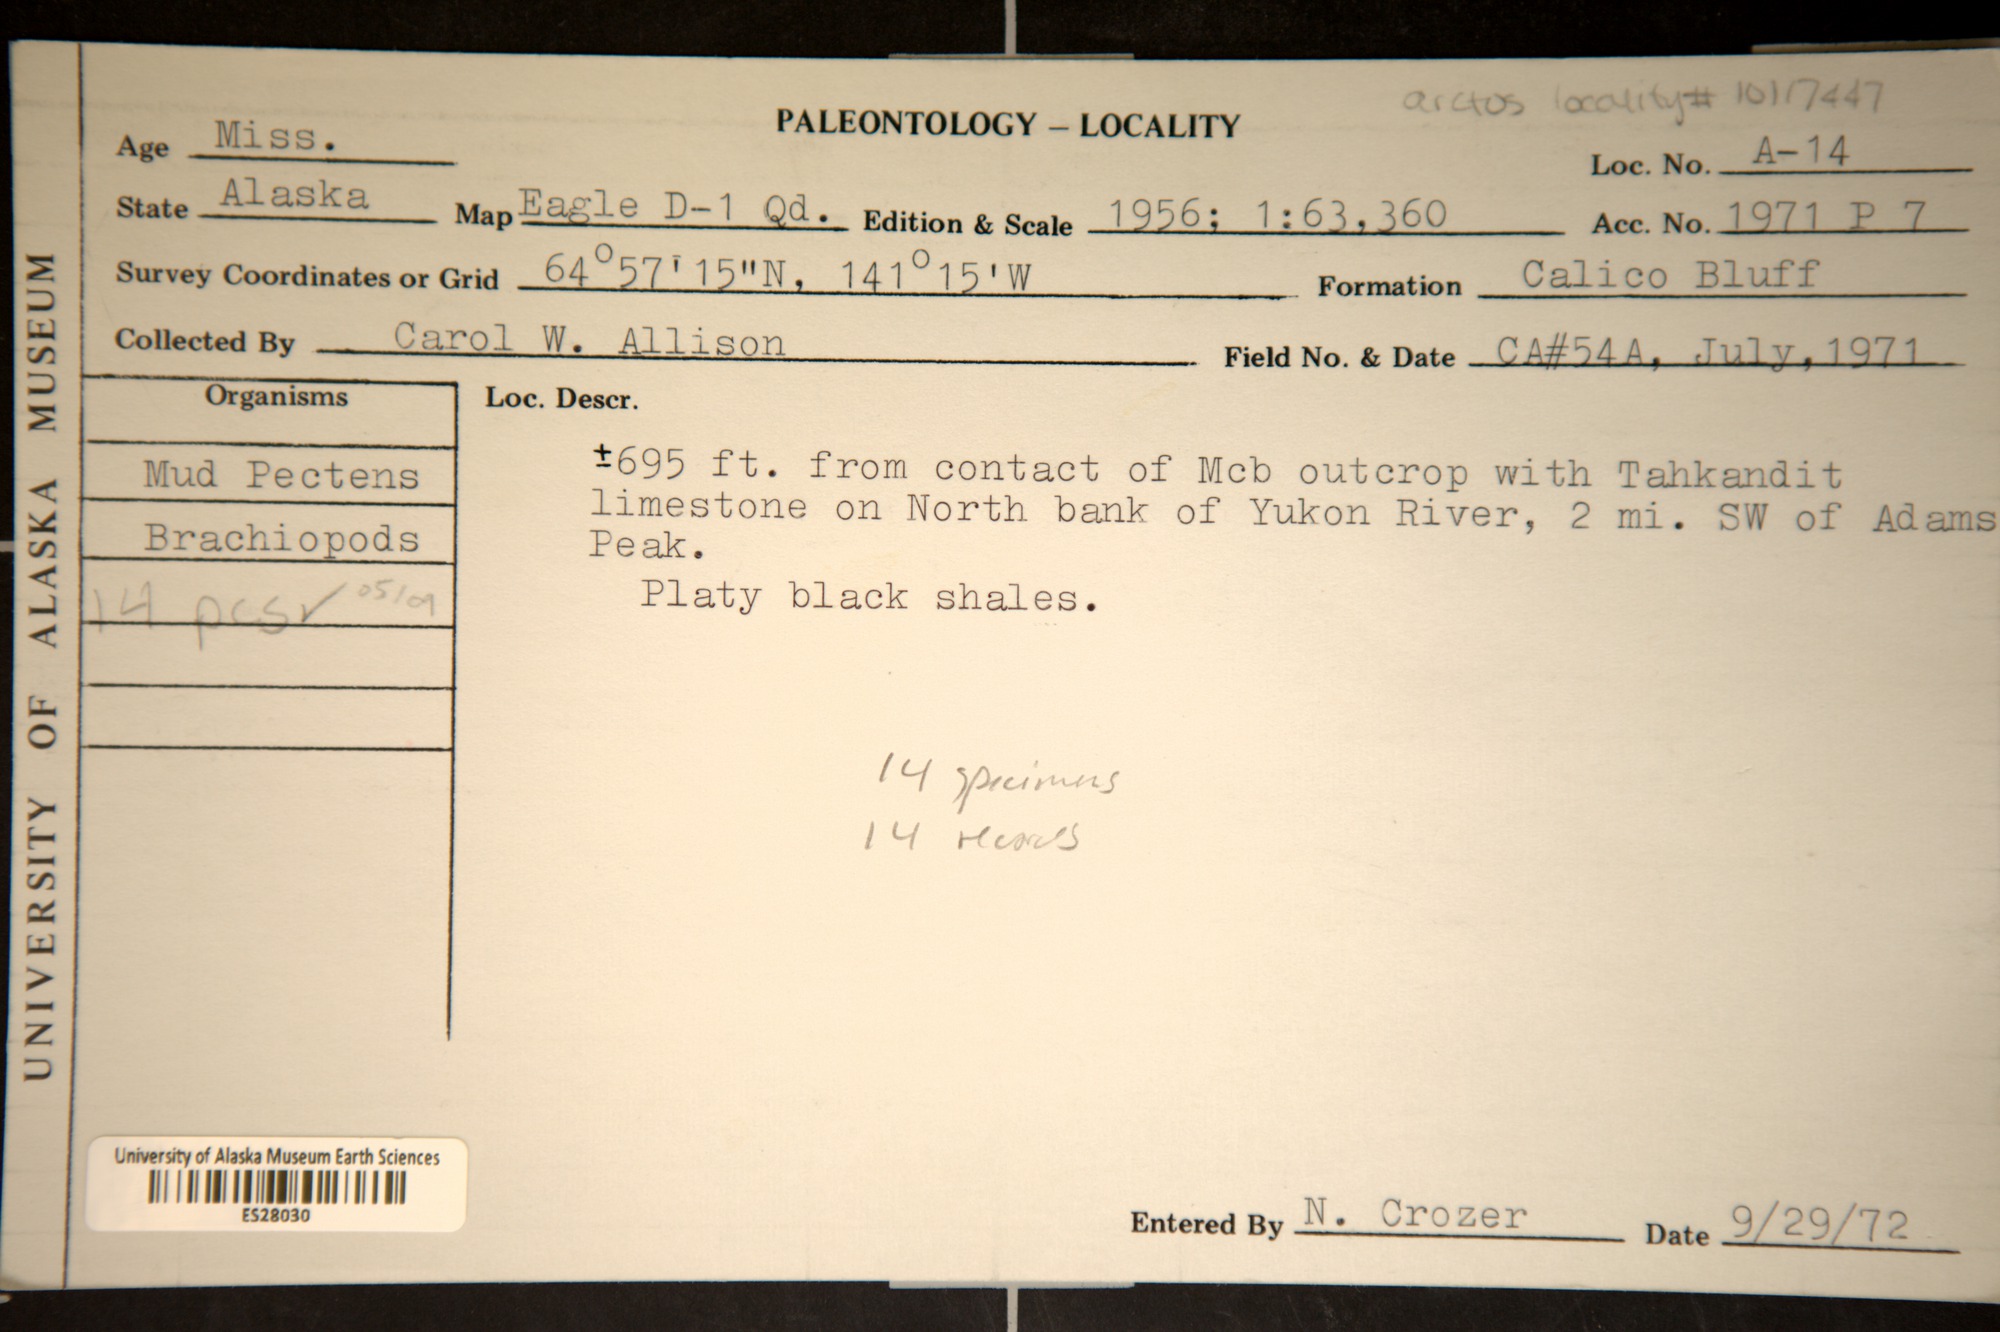 arctos locality# 10117447
PALEONTOLOGY – LOCALITY
Age Miss.
Loc. No. A-14
State Alaska Map Eagle D-1 Qd. Edition & Scale 1956; 1:63,360 Acc. No. 1971 P 7
Survey Coordinates or Grid 64°57'15"N, 141°15'W Formation Calico Bluff
Collected By Carol W. Allison Field No. & Date CA#54A, July, 1971
Organisms
Mud Pectens
Brachiopods
14 pcs ✓ 05/09
Loc. Descr.
±695 ft. from contact of Mcb outcrop with Tahkandit
limestone on North bank of Yukon River, 2 mi. SW of Adams
Peak.
Platy black shales.
14 specimens
14 records
UNIVERSITY OF ALASKA MUSEUM
University of Alaska Museum Earth Sciences
ES28030
Entered By N. Crozer Date 9/29/72